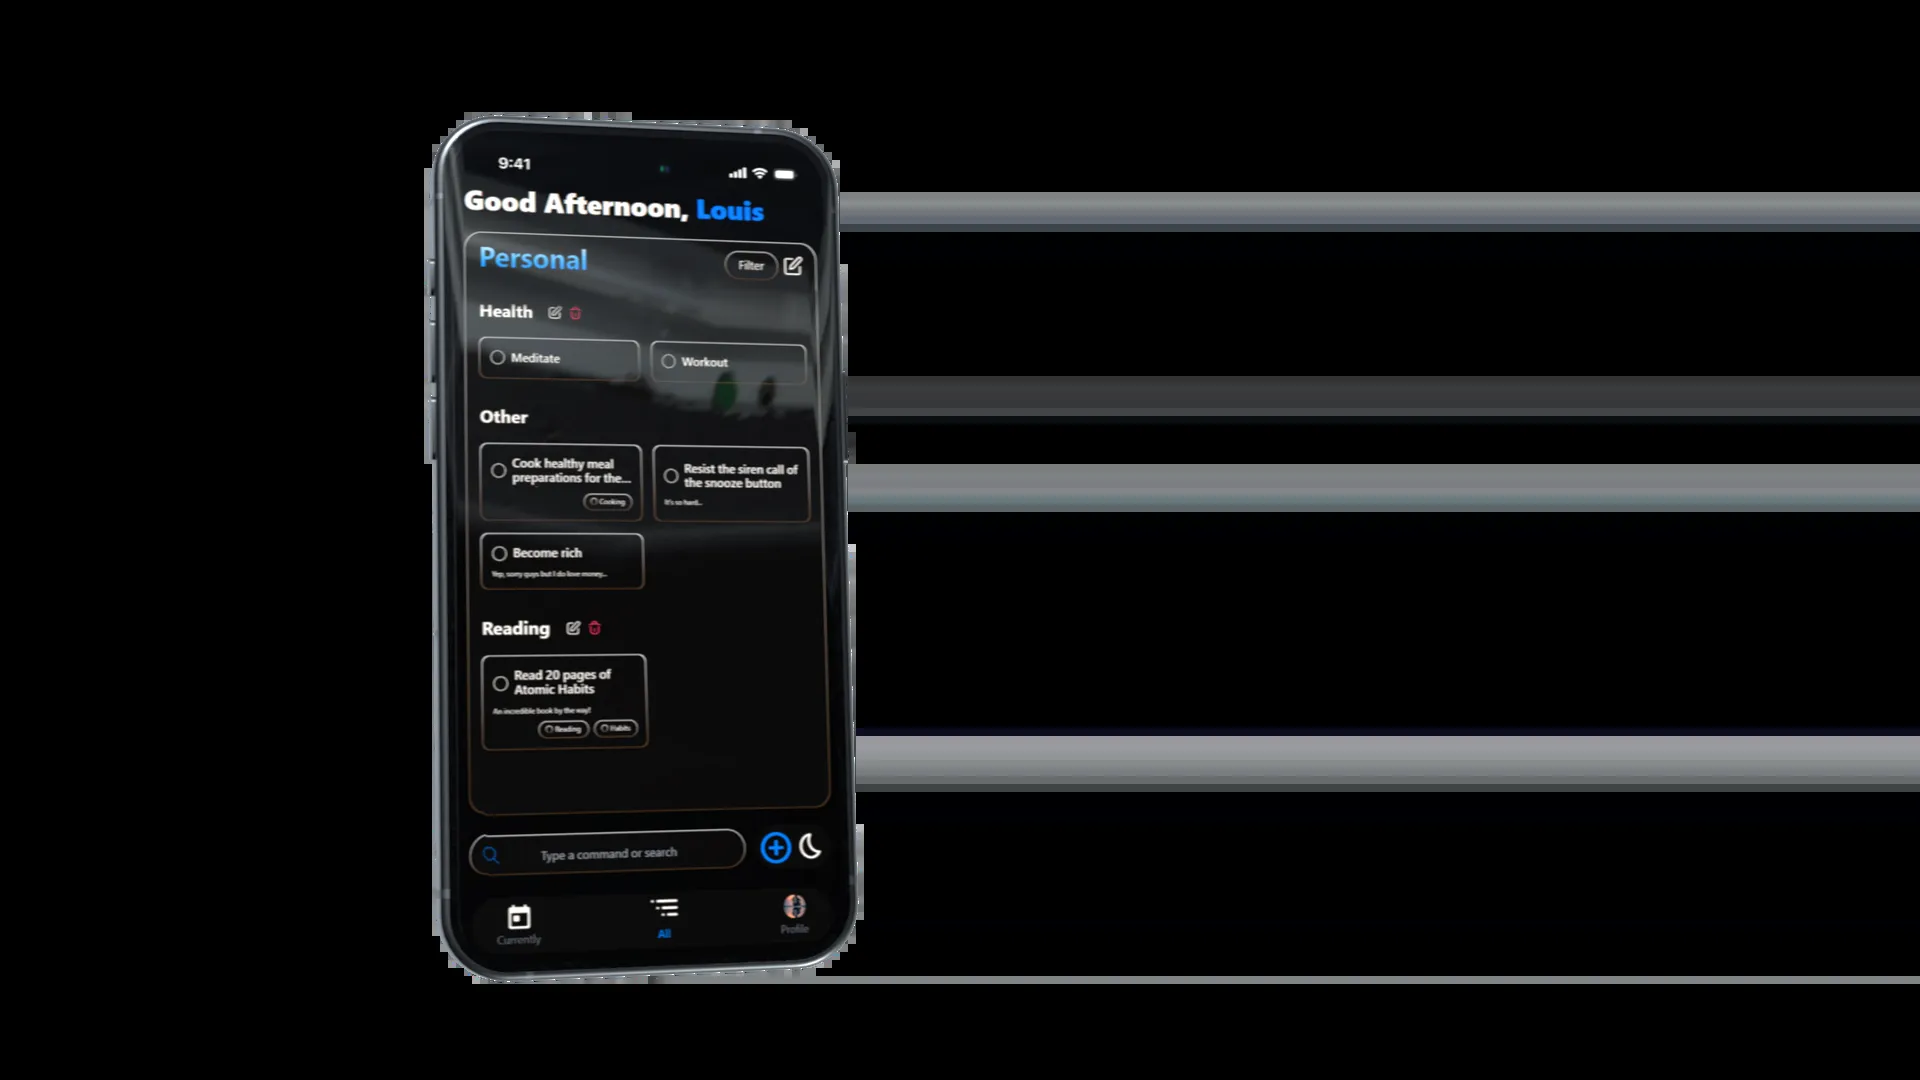 9:41
Good Afternoon, Louis
Personal
Filter
Health
Meditate
Workout
Other
Cook healthy meal
preparations for the...
Cooking
Resist the siren call of
the snooze button
It's so hard...
Become rich
Yep, sorry guys but I do love money...
Reading
Read 20 pages of
Atomic Habits
An incredible book by the way!
Reading
Habits
Type a command or search
Currently
All
Profile